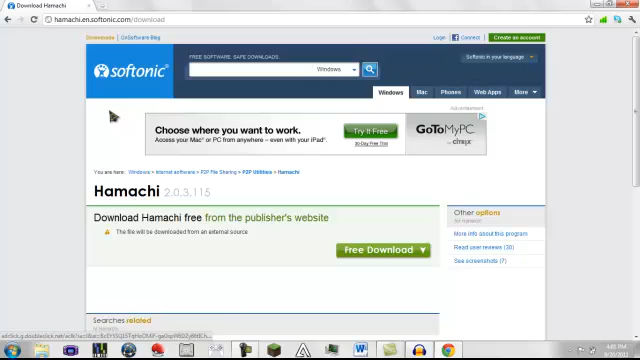 Download Hamachi
hamachi.en.softonic.com/download
Downloads | OnSoftware Blog
Login
Connect
Create an account
softonic
FREE SOFTWARE, SAFE DOWNLOADS.
Windows
Softonic in your language
Windows
Mac
Phones
Web Apps
More
Advertisement
Choose where you want to work.
Access your Mac® or PC from anywhere – even with your iPad®.
Try It Free
30-Day Free Trial
GoToMyPC
by citrix
You are here: Windows » Internet software » P2P File Sharing » P2P Utilities » Hamachi
Hamachi 2.0.3.115
Download Hamachi free from the publisher's website
The file will be downloaded from an external source
Free Download
Other options
for Hamachi
More info about this program
Read user reviews (30)
See screenshots (7)
Searches related
to Hamachi